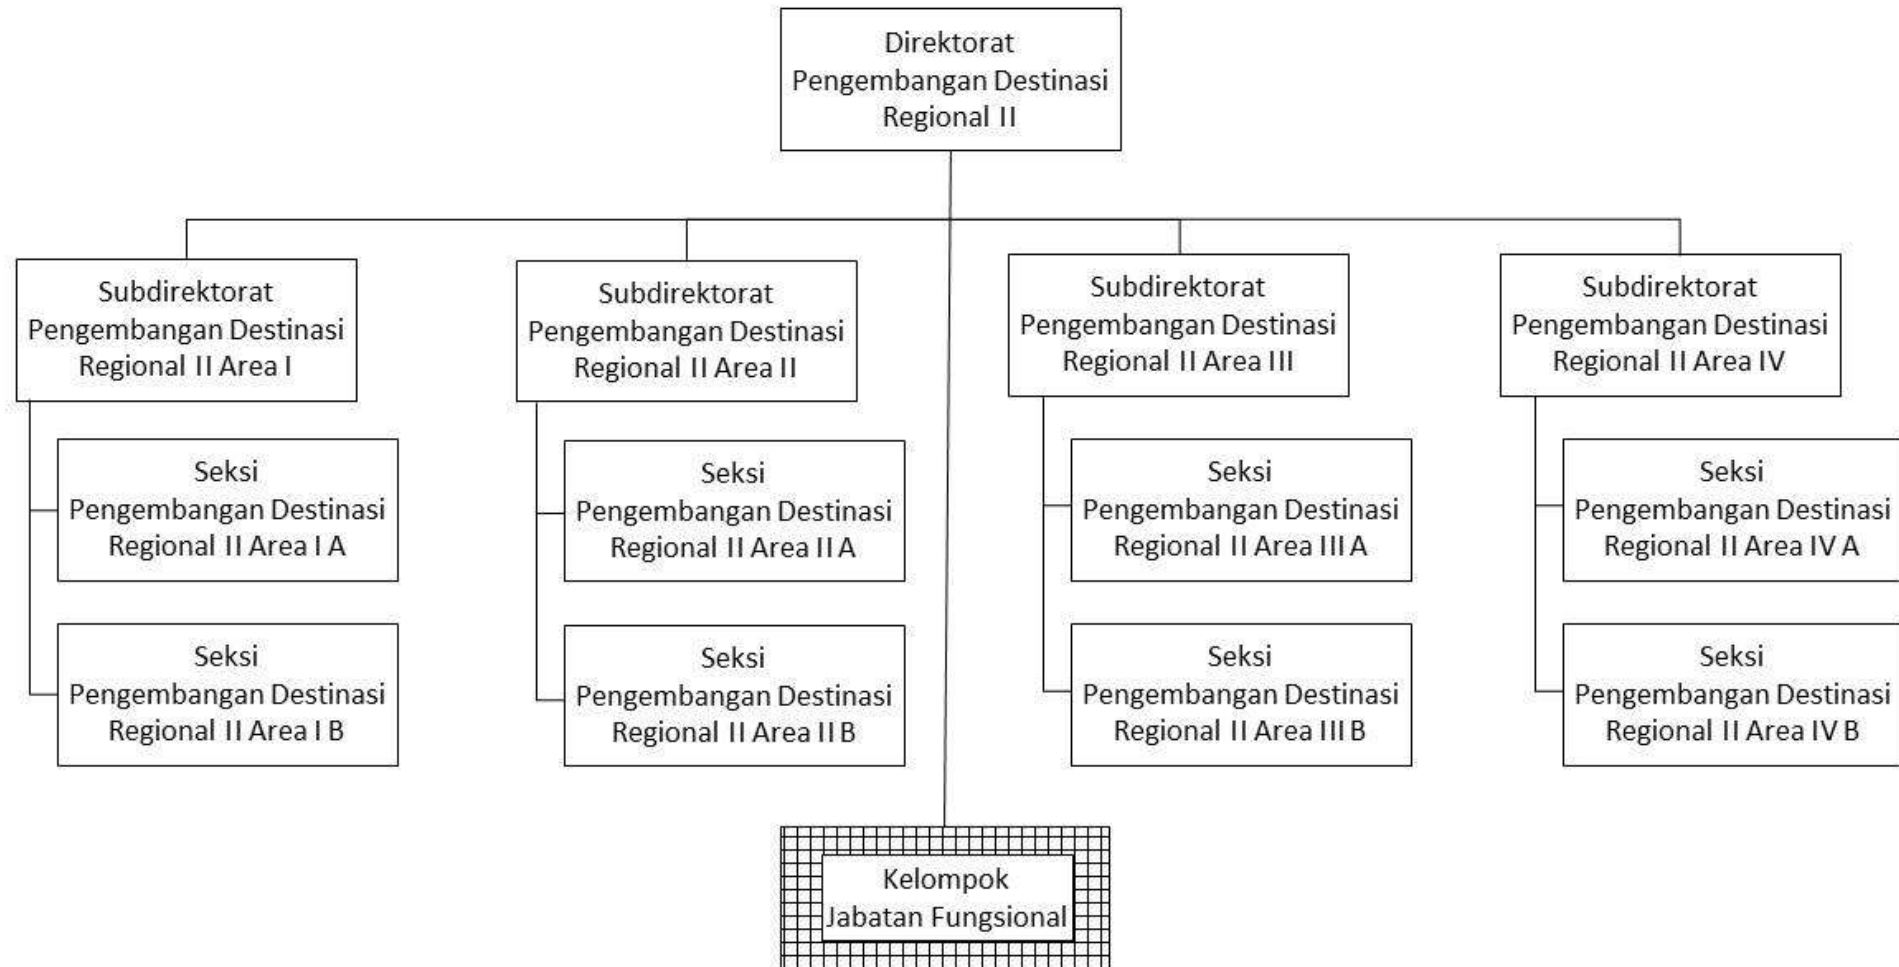 Direktorat
Pengembangan Destinasi
Regional II
Subdirektorat
Pengembangan Destinasi
Regional II Area I
Subdirektorat
Pengembangan Destinasi
Regional II Area II
Subdirektorat
Pengembangan Destinasi
Regional II Area III
Subdirektorat
Pengembangan Destinasi
Regional II Area IV
Seksi
Pengembangan Destinasi
Regional II Area I A
Seksi
Pengembangan Destinasi
Regional II Area II A
Seksi
Pengembangan Destinasi
Regional II Area III A
Seksi
Pengembangan Destinasi
Regional II Area IV A
Seksi
Pengembangan Destinasi
Regional II Area I B
Seksi
Pengembangan Destinasi
Regional II Area II B
Seksi
Pengembangan Destinasi
Regional II Area III B
Seksi
Pengembangan Destinasi
Regional II Area IV B
Kelompok
Jabatan Fungsional